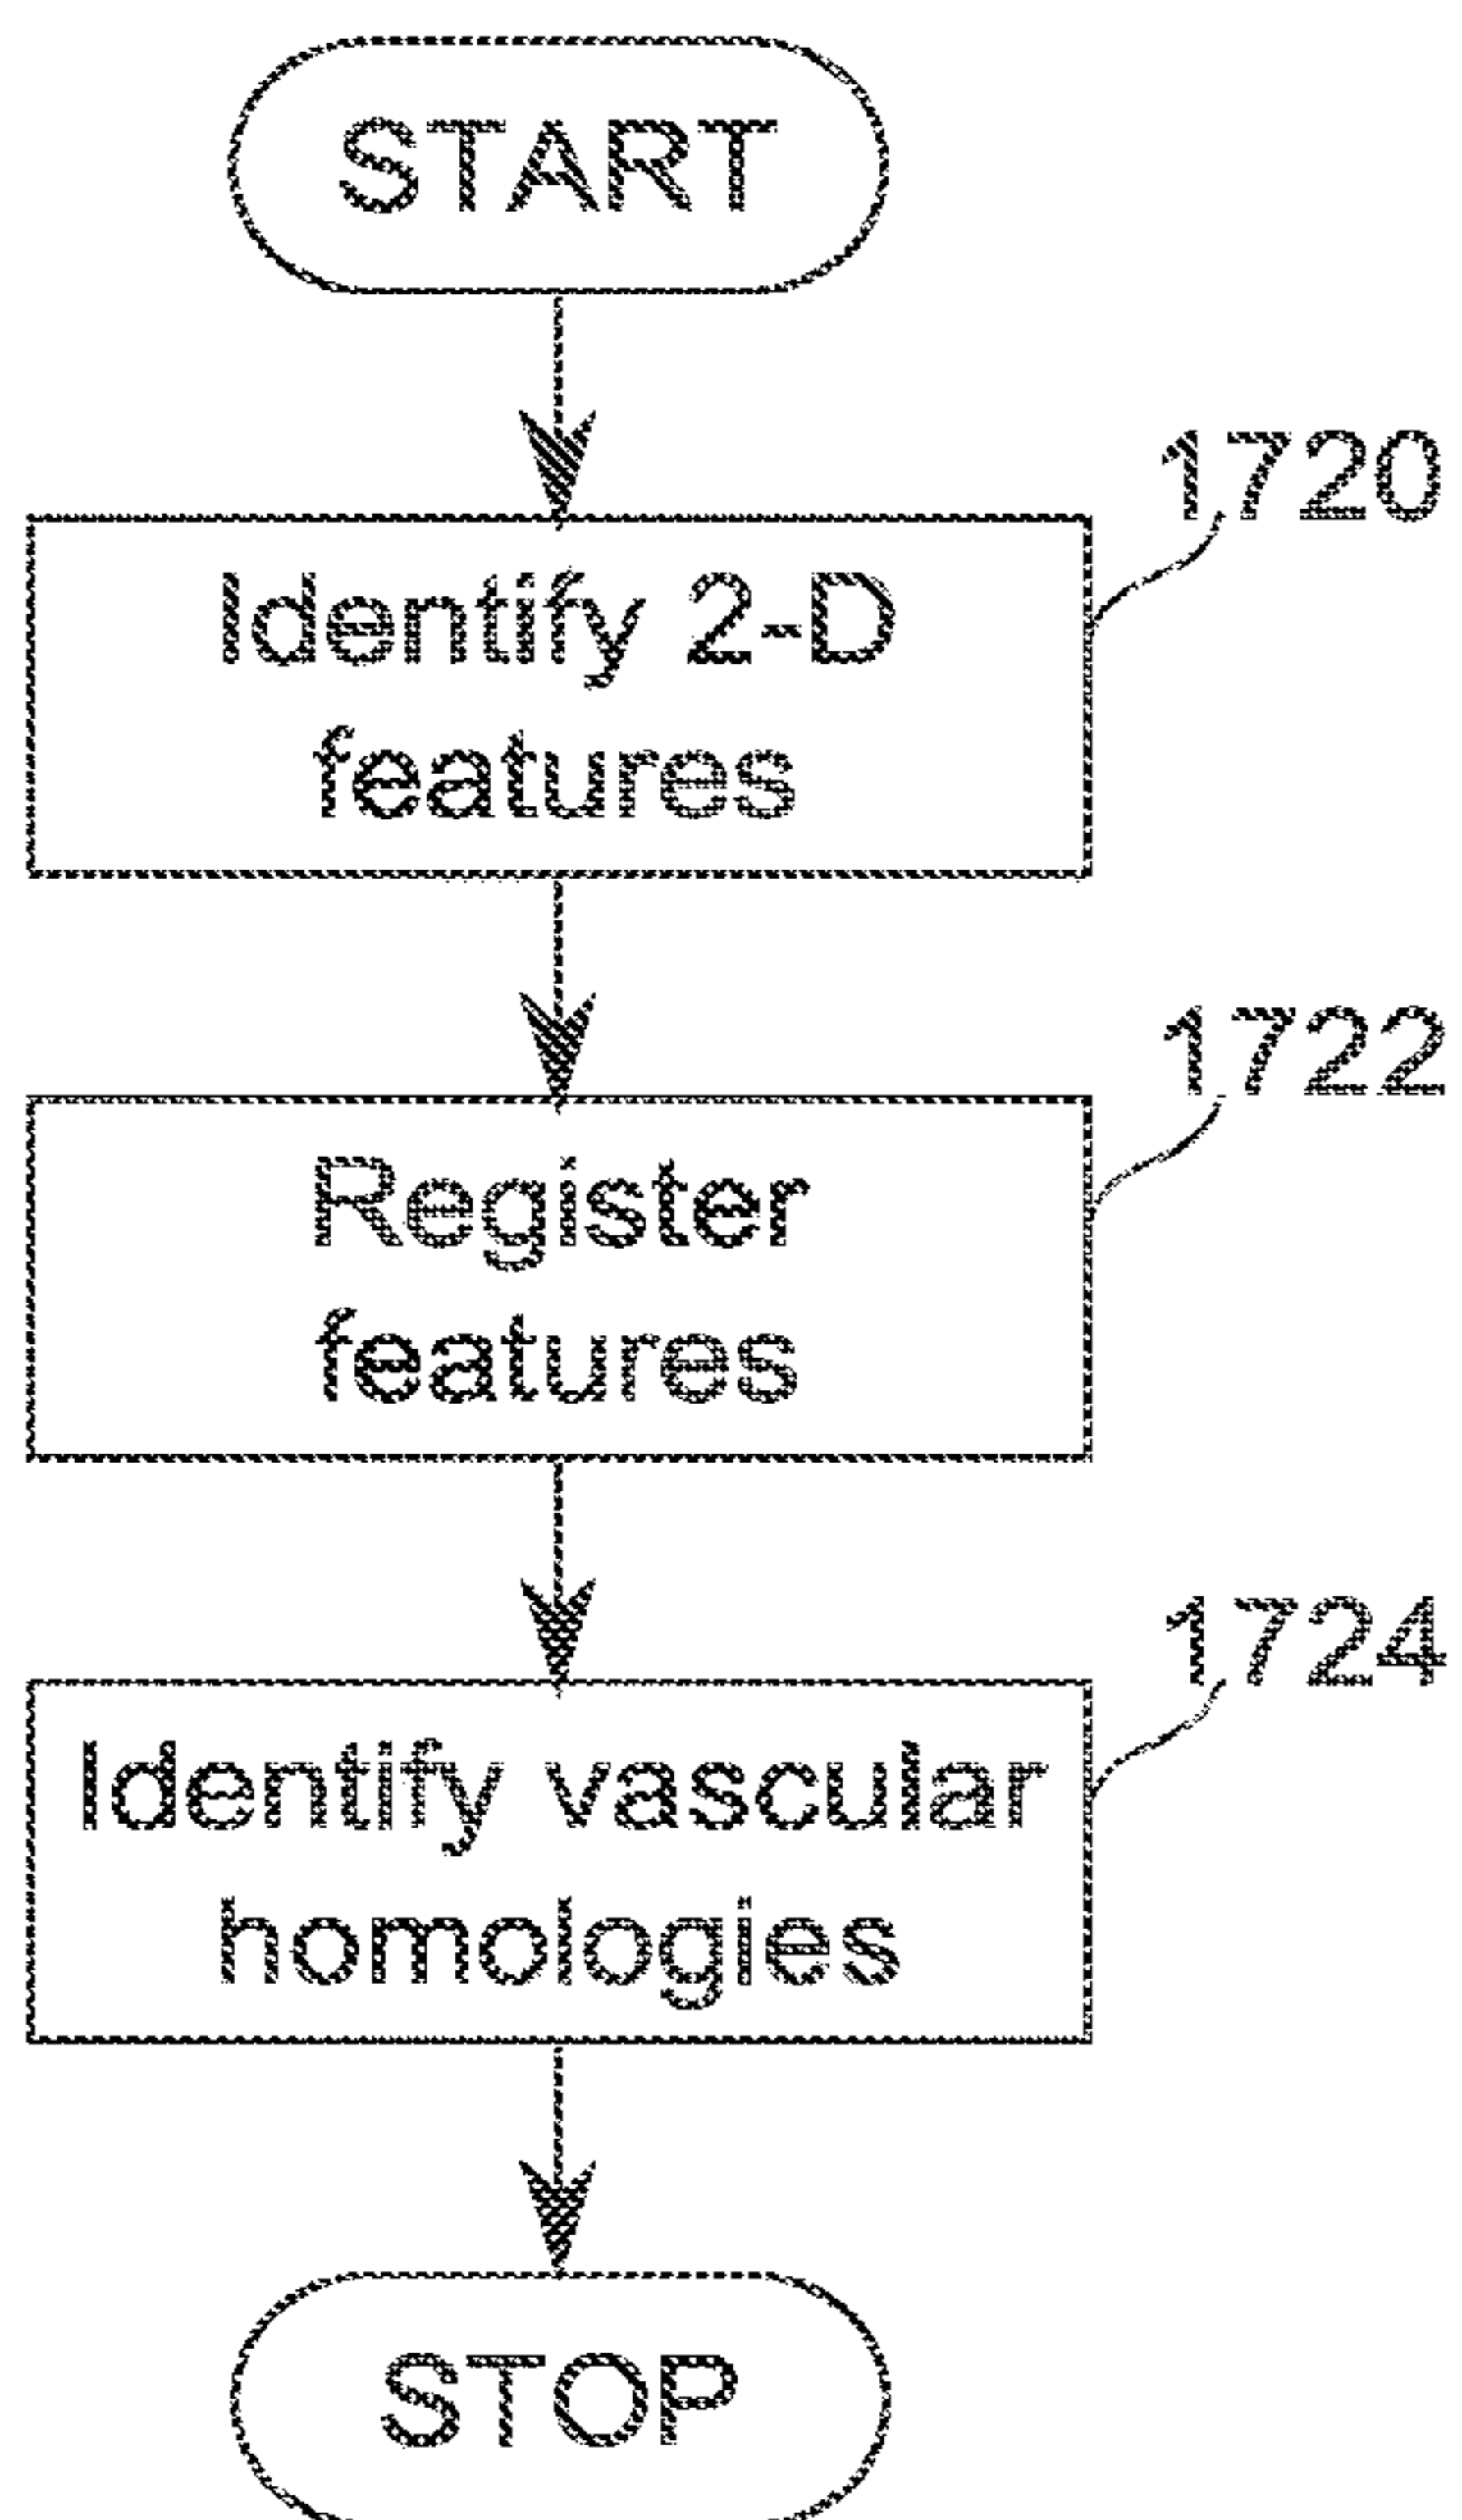 START
1720
Identify 2-D
features
1722
Register
features
1724
Identify vascular
homologies
STOP